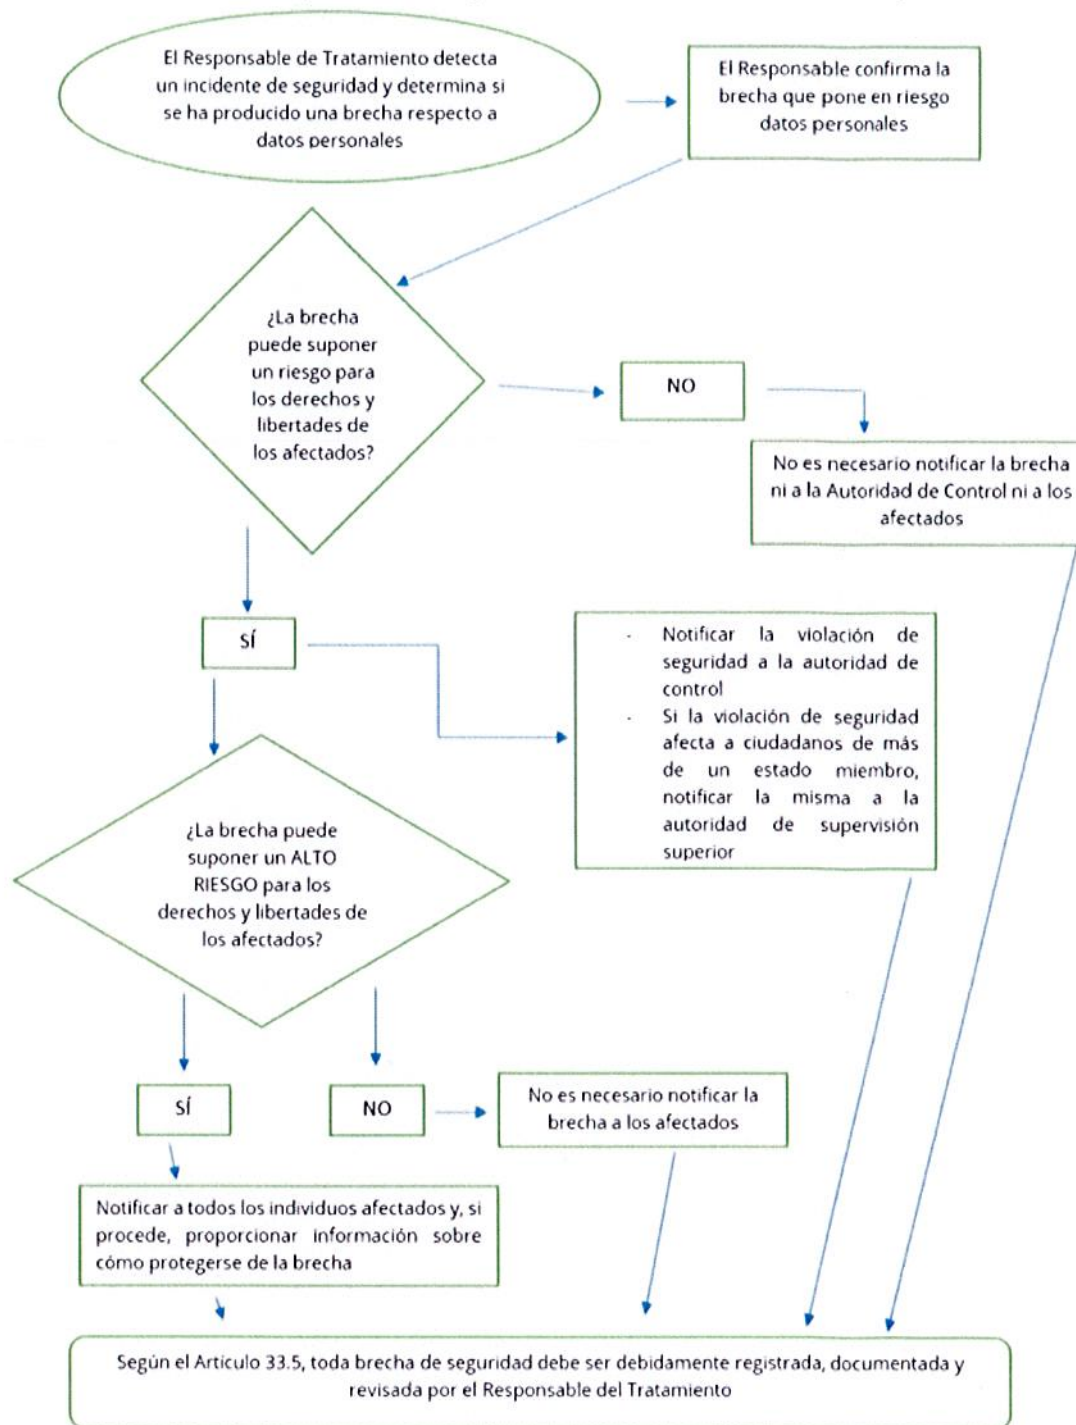 El Responsable de Tratamiento detecta
un incidente de seguridad y determina si
se ha producido una brecha respecto a
datos personales
El Responsable confirma la
brecha que pone en riesgo
datos personales
¿La brecha
puede suponer
un riesgo para
los derechos y
libertades de
los afectados?
NO
No es necesario notificar la brecha
ni a la Autoridad de Control ni a los
afectados
SÍ
- Notificar la violación de
seguridad a la autoridad de
control
- Si la violación de seguridad
afecta a ciudadanos de más
de un estado miembro,
notificar la misma a la
autoridad de supervisión
superior
¿La brecha puede
suponer un ALTO
RIESGO para los
derechos y libertades de
los afectados?
SÍ
NO
No es necesario notificar la
brecha a los afectados
Notificar a todos los individuos afectados y, si
procede, proporcionar información sobre
cómo protegerse de la brecha
Según el Artículo 33.5, toda brecha de seguridad debe ser debidamente registrada, documentada y
revisada por el Responsable del Tratamiento